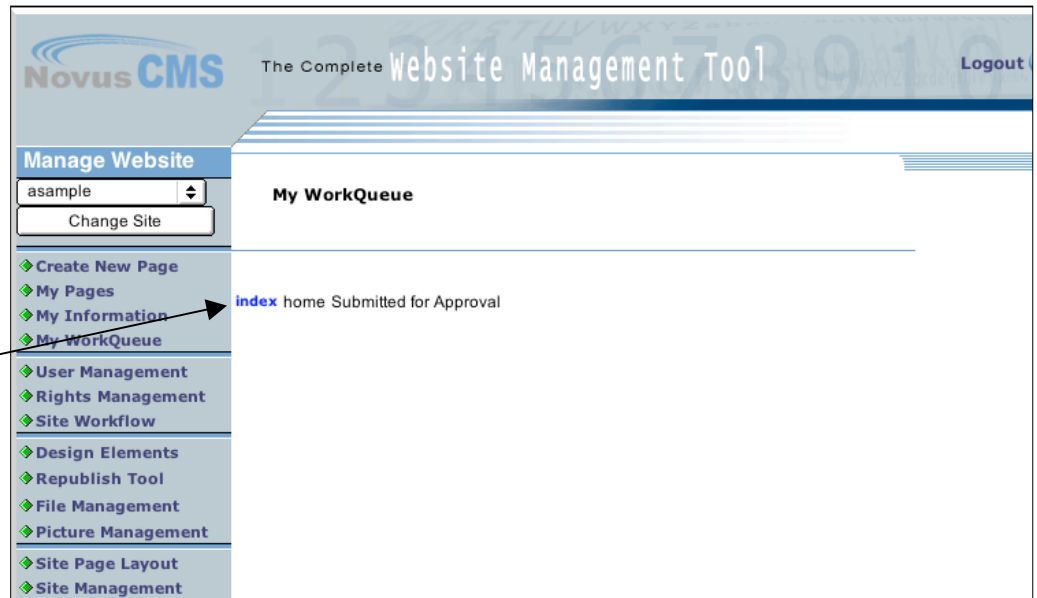 Novus CMS
The Complete Website Management Tool
Logout
Manage Website
asample
Change Site
My WorkQueue
Create New Page
My Pages
My Information
My WorkQueue
index home Submitted for Approval
User Management
Rights Management
Site Workflow
Design Elements
Republish Tool
File Management
Picture Management
Site Page Layout
Site Management